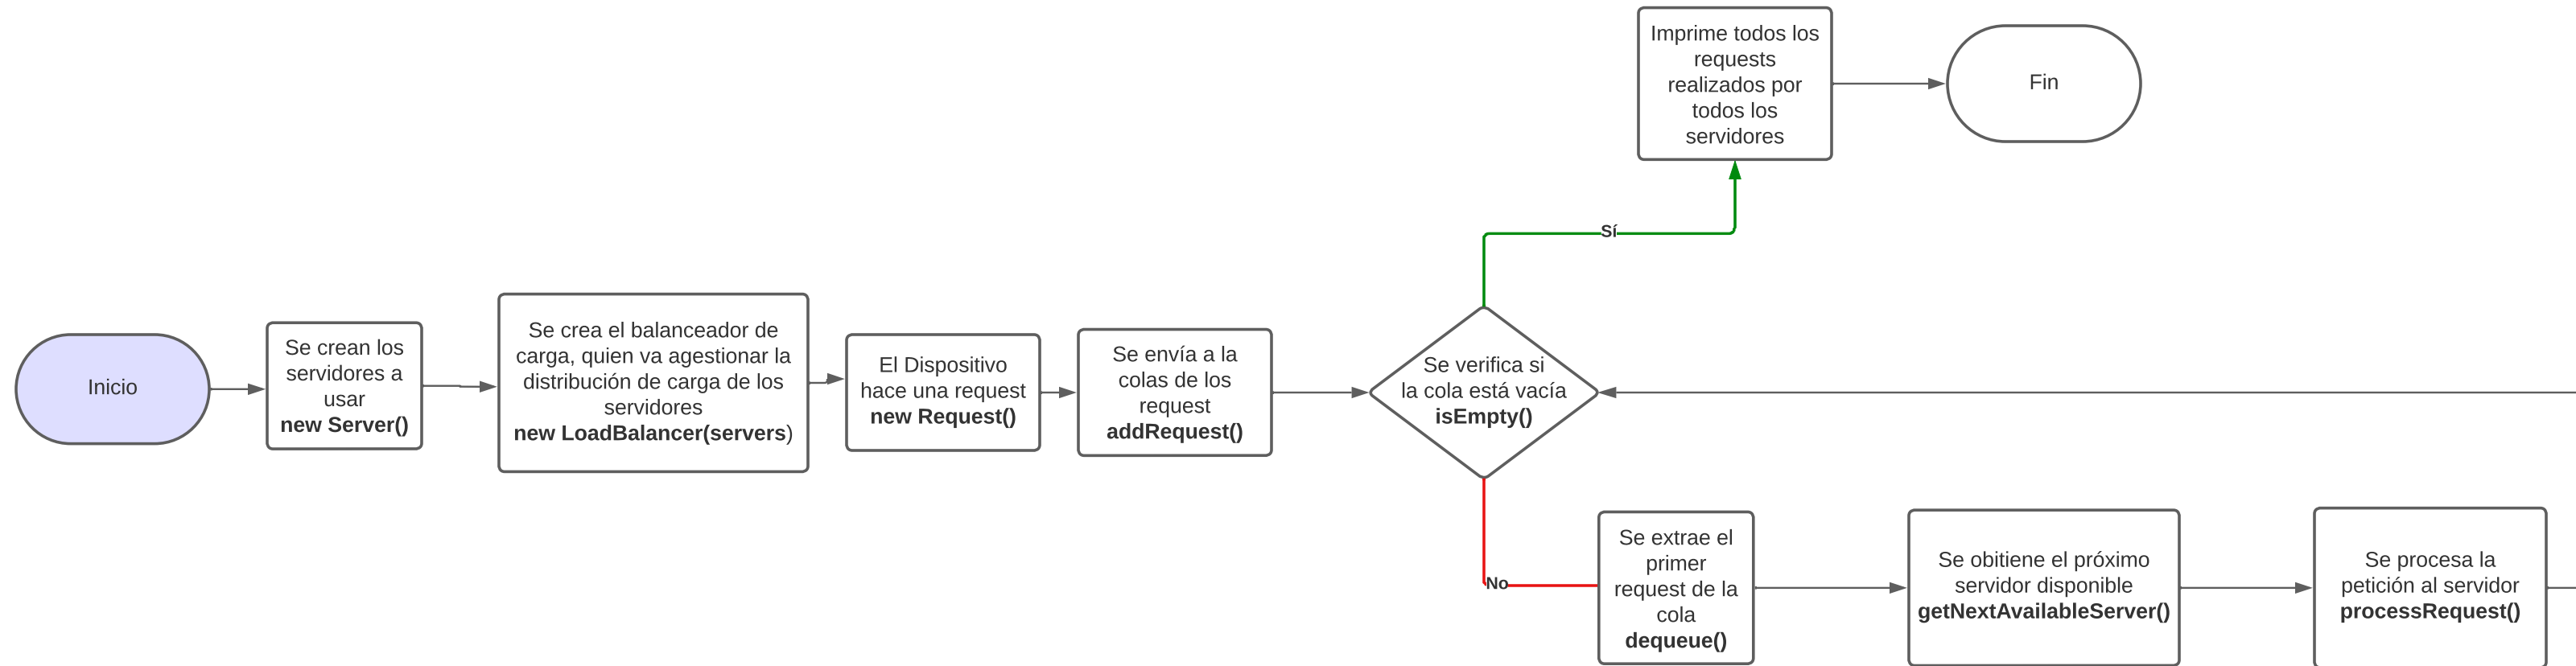 Inicio
Se crean los
servidores a
usar
new Server()
Se crea el balanceador de
carga, quien va agestionar la
distribución de carga de los
servidores
new LoadBalancer(servers)
El Dispositivo
hace una request
new Request()
Se envía a la
colas de los
request
addRequest()
Se verifica si
la cola está vacía
isEmpty()
Sí
Imprime todos los
requests
realizados por
todos los
servidores
Fin
No
Se extrae el
primer
request de la
cola
dequeue()
Se obitiene el próximo
servidor disponible
getNextAvailableServer()
Se procesa la
petición al servidor
processRequest()